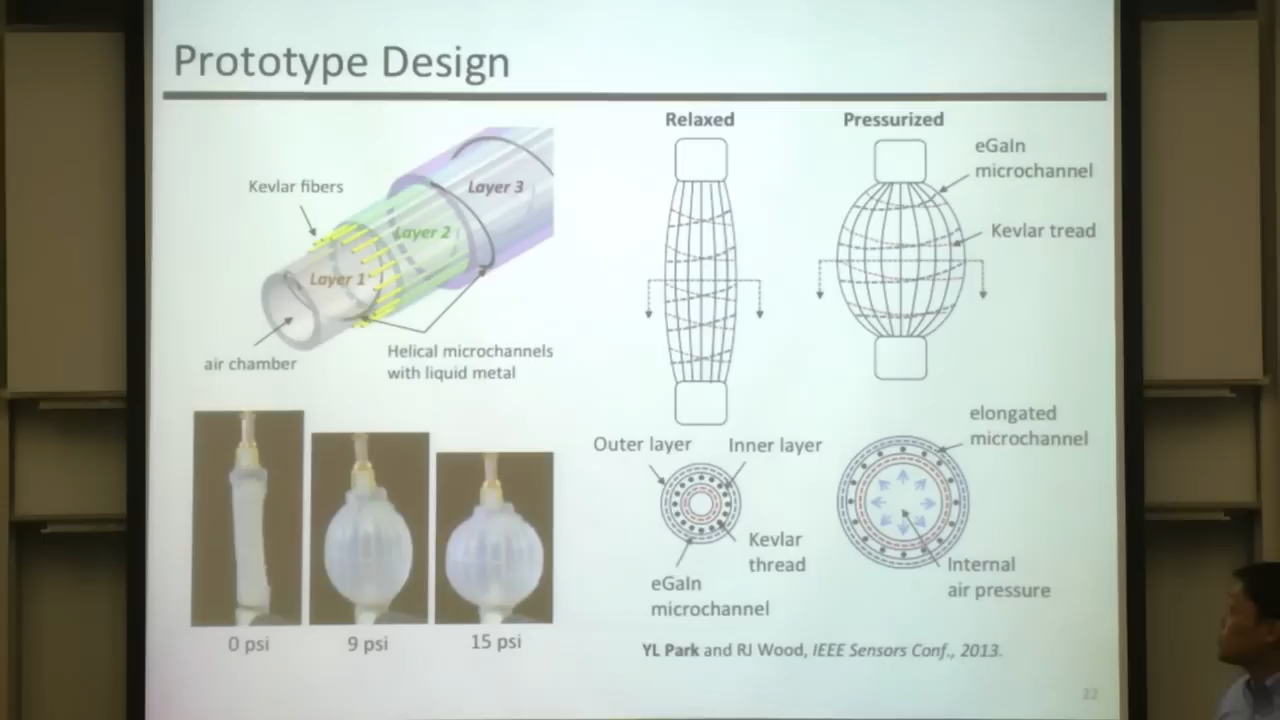 Prototype Design
Kevlar fibers
Layer 3
Layer 2
Layer 1
air chamber
Helical microchannels
with liquid metal
0 psi
9 psi
15 psi
Relaxed
Pressurized
eGaIn
microchannel
Kevlar tread
Outer layer
Inner layer
Kevlar
thread
eGaIn
microchannel
elongated
microchannel
Internal
air pressure
YL Park and RJ Wood, IEEE Sensors Conf., 2013.
22